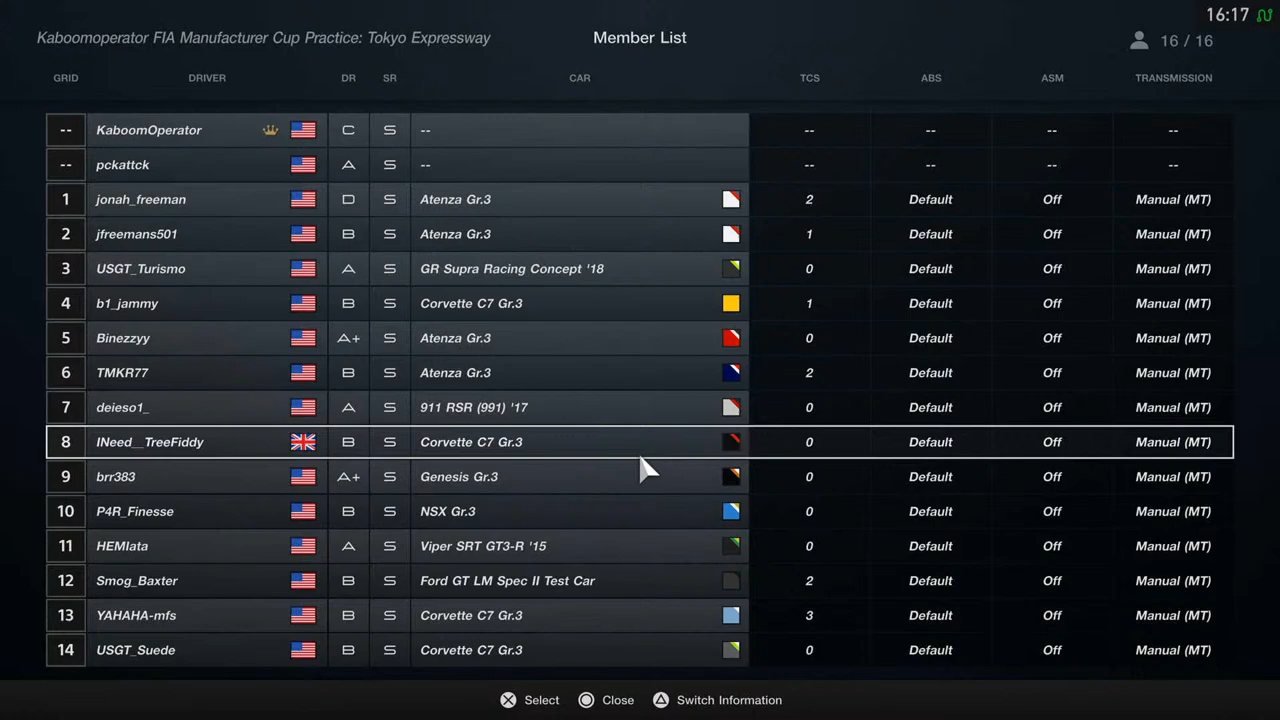 16:17
Kaboomoperator FIA Manufacturer Cup Practice: Tokyo Expressway Member List 16 / 16
GRID DRIVER DR SR CAR TCS ABS ASM TRANSMISSION
-- KaboomOperator C S -- -- -- -- --
-- pckattck A S -- -- -- -- --
1 jonah_freeman D S Atenza Gr.3 2 Default Off Manual (MT)
2 jfreemans501 B S Atenza Gr.3 1 Default Off Manual (MT)
3 USGT_Turismo A S GR Supra Racing Concept '18 0 Default Off Manual (MT)
4 b1_jammy B S Corvette C7 Gr.3 1 Default Off Manual (MT)
5 Binezzyy A+ S Atenza Gr.3 0 Default Off Manual (MT)
6 TMKR77 B S Atenza Gr.3 2 Default Off Manual (MT)
7 deieso1_ A S 911 RSR (991) '17 0 Default Off Manual (MT)
8 INeed__TreeFiddy B S Corvette C7 Gr.3 0 Default Off Manual (MT)
9 brr383 A+ S Genesis Gr.3 0 Default Off Manual (MT)
10 P4R_Finesse B S NSX Gr.3 0 Default Off Manual (MT)
11 HEMIata A S Viper SRT GT3-R '15 0 Default Off Manual (MT)
12 Smog_Baxter B S Ford GT LM Spec II Test Car 2 Default Off Manual (MT)
13 YAHAHA-mfs B S Corvette C7 Gr.3 3 Default Off Manual (MT)
14 USGT_Suede B S Corvette C7 Gr.3 0 Default Off Manual (MT)
Select Close Switch Information